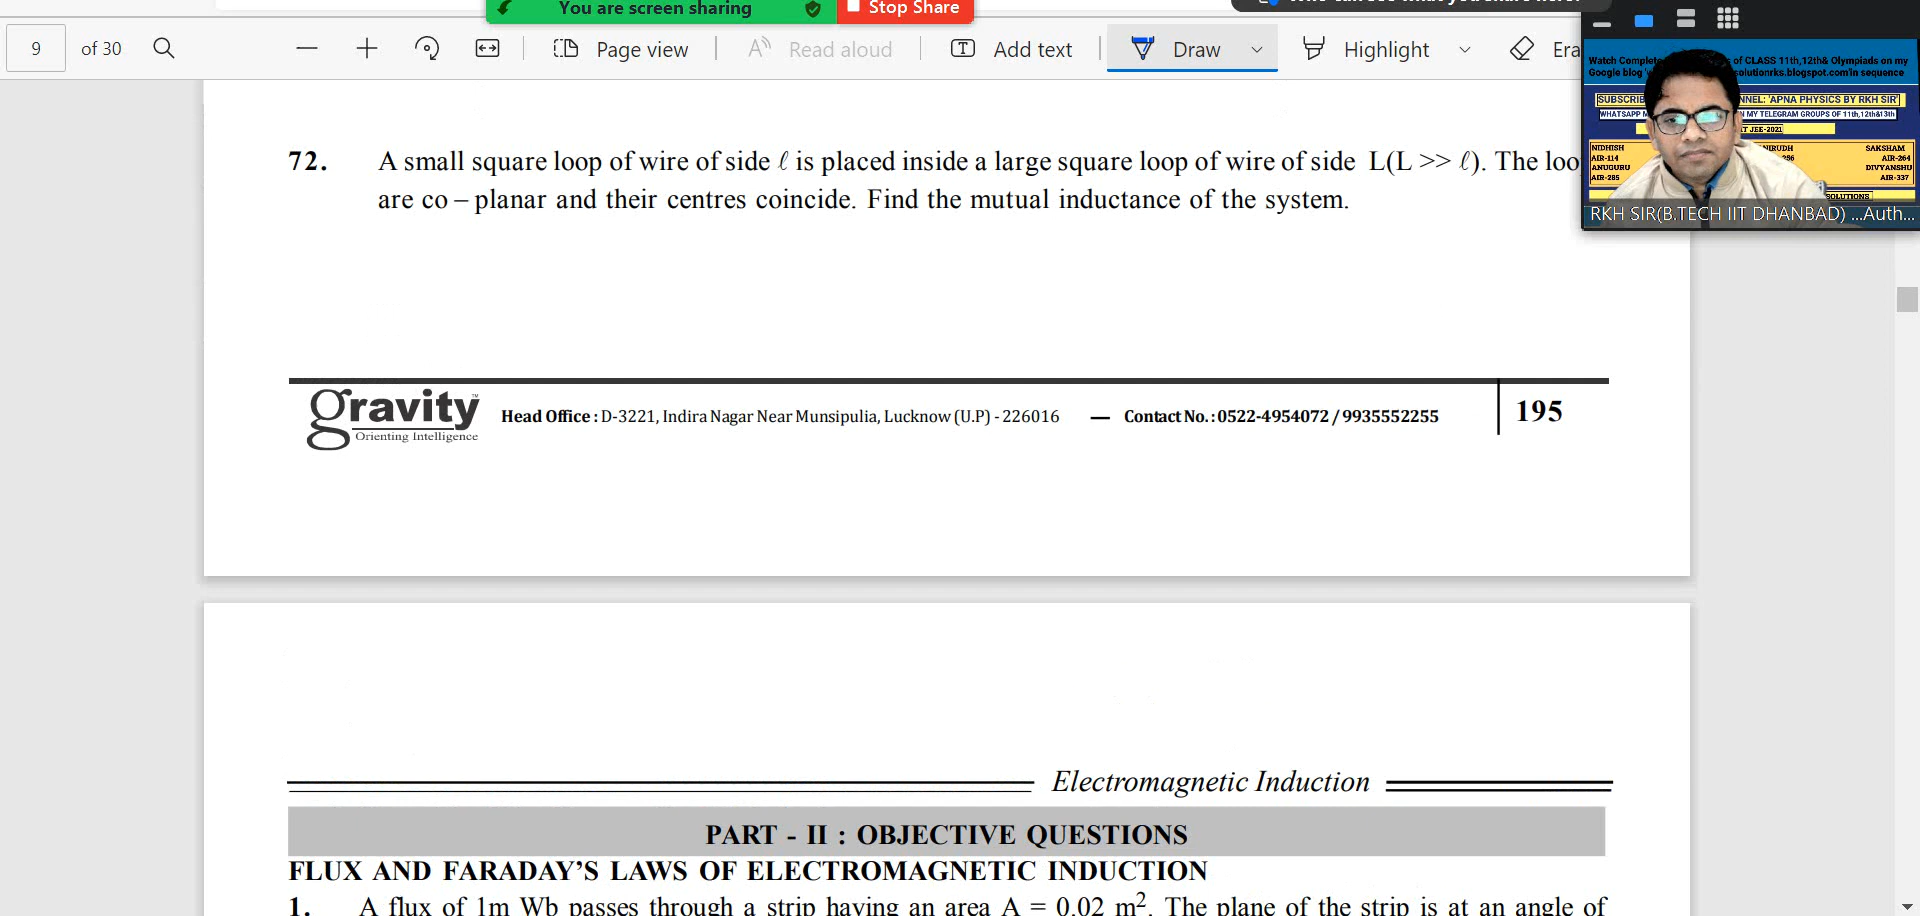 You are screen sharing
Stop Share
9 of 30
Page view
Read aloud
Add text
Draw
Highlight
Era
Watch Complete
s of CLASS 11th,12th& Olympiads on my
Google blog
solutionrks.blogspot.com'in sequence
SUBSCRIB
NNEL: 'APNA PHYSICS BY RKH SIR'
WHATSAPP M
N MY TELEGRAM GROUPS OF 11th,12th&13th
IT JEE-2021
NIDHISH
AIR-114
ANUGURU
AIR-285
NIRUDH
SAKSHAM
AIR-264
DIVYANSHU
AIR-337
SOLUTIONS
RKH SIR(B.TECH IIT DHANBAD) ...Auth...
72. A small square loop of wire of side ℓ is placed inside a large square loop of wire of side L(L >> ℓ). The loo
are co – planar and their centres coincide. Find the mutual inductance of the system.
gravity
Orienting Intelligence
Head Office : D-3221, Indira Nagar Near Munsipulia, Lucknow (U.P) - 226016 — Contact No. : 0522-4954072 / 9935552255
195
Electromagnetic Induction
PART - II : OBJECTIVE QUESTIONS
FLUX AND FARADAY'S LAWS OF ELECTROMAGNETIC INDUCTION
1. A flux of 1m Wb passes through a strip having an area A = 0.02 m². The plane of the strip is at an angle of